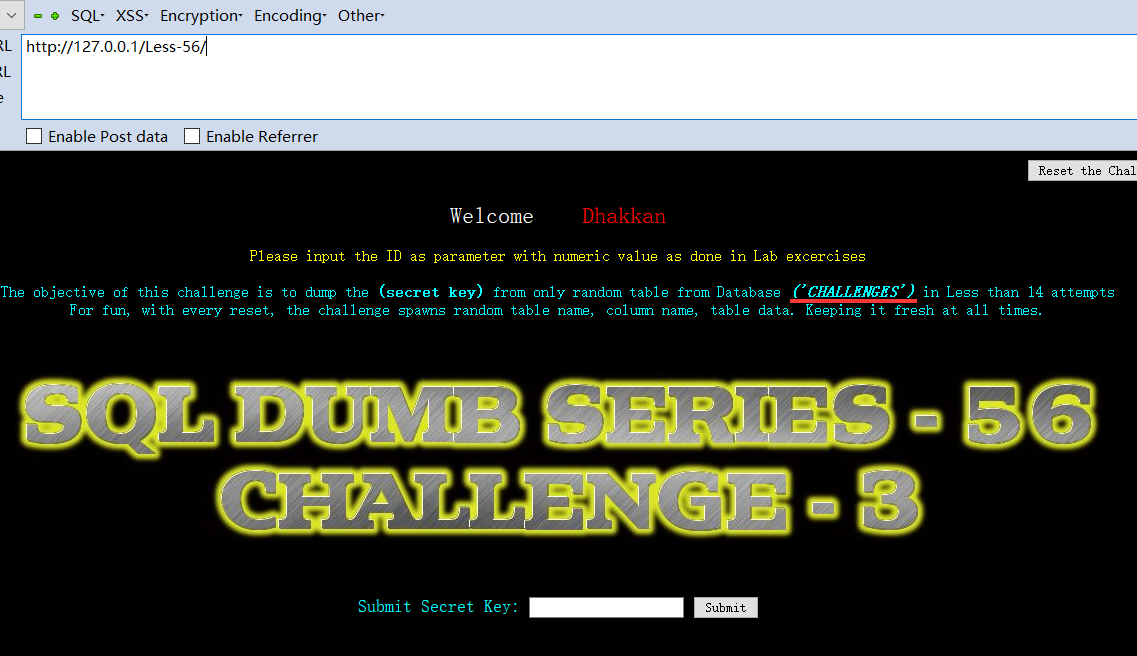 SQL XSS Encryption Encoding Other
RL http://127.0.0.1/Less-56/
RL
e
Enable Post data Enable Referrer
Reset the Chal
Welcome Dhakkan
Please input the ID as parameter with numeric value as done in Lab excercises
The objective of this challenge is to dump the (secret key) from only random table from Database ('CHALLENGES') in Less than 14 attempts
For fun, with every reset, the challenge spawns random table name, column name, table data. Keeping it fresh at all times.
SQL DUMB SERIES - 56
CHALLENGE - 3
Submit Secret Key: Submit